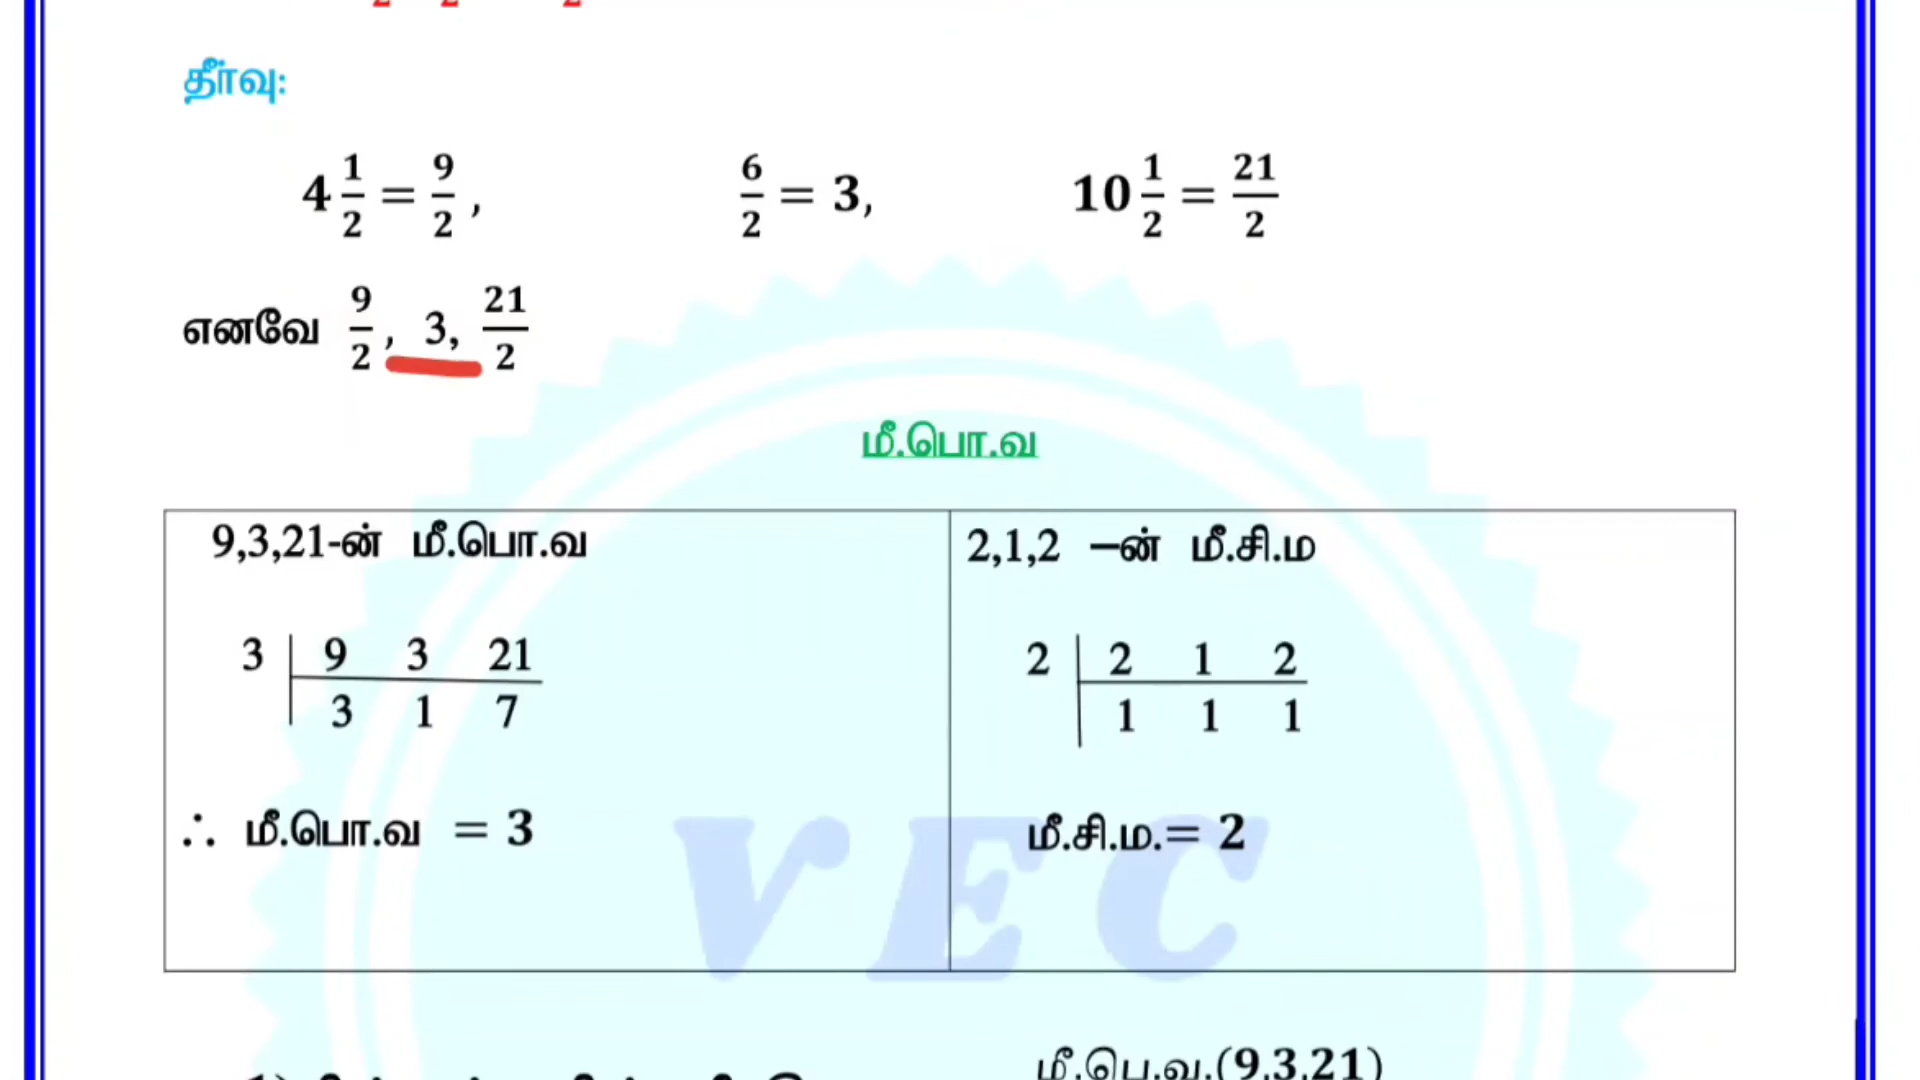 தீர்வு:
4 1/2 = 9/2 , 6/2 = 3, 10 1/2 = 21/2
எனவே 9/2 , 3, 21/2
மீ.பொ.வ
9,3,21-ன் மீ.பொ.வ
3 | 9 3 21
3 1 7
∴ மீ.பொ.வ = 3
2,1,2 –ன் மீ.சி.ம
2 | 2 1 2
1 1 1
மீ.சி.ம.= 2
VEC
மீ.பெ.வ.(9,3,21)